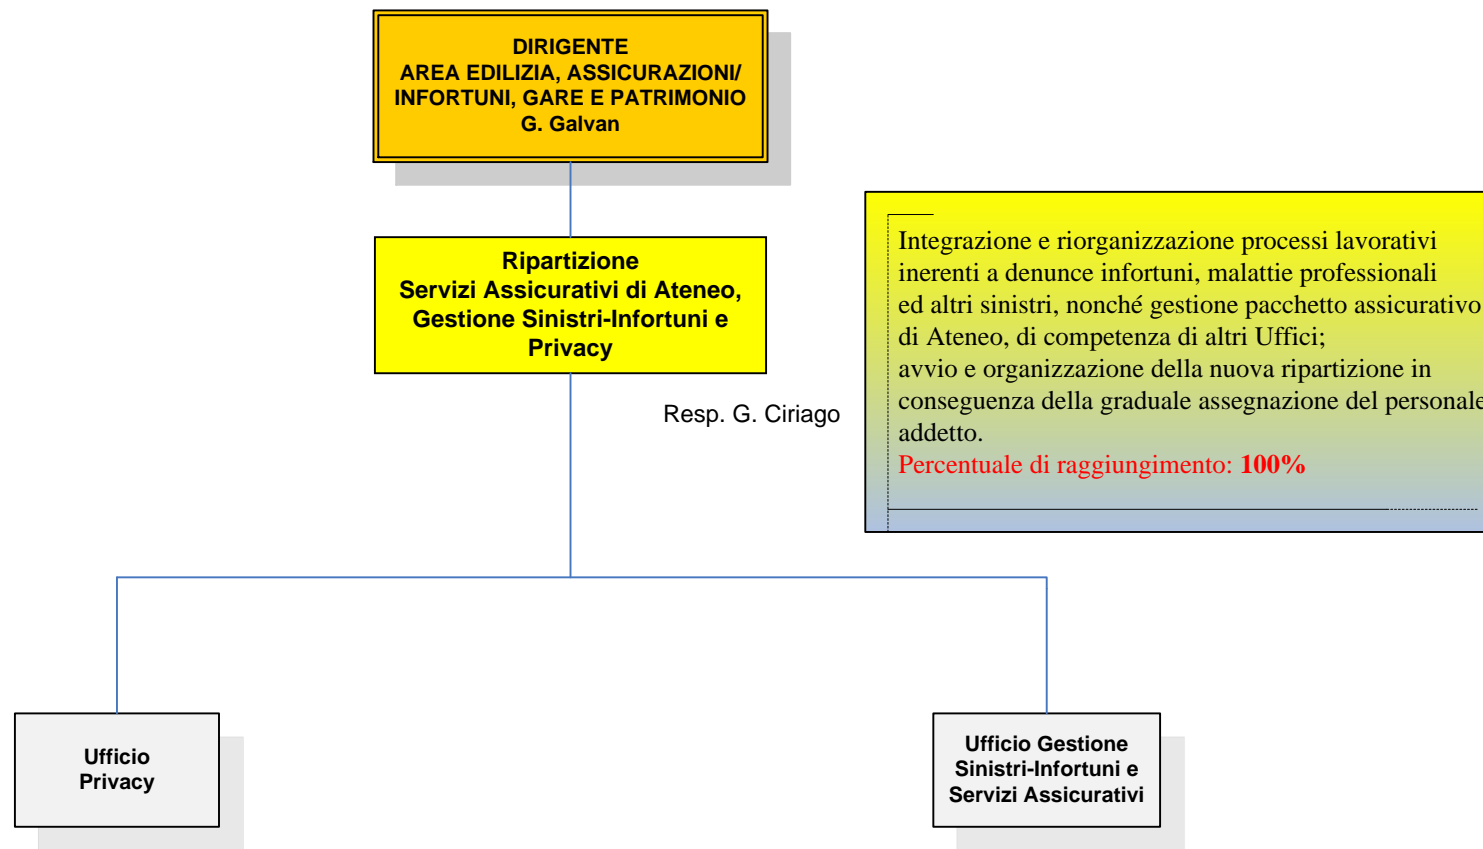 DIRIGENTE
AREA EDILIZIA, ASSICURAZIONI/
INFORTUNI, GARE E PATRIMONIO
G. Galvan
Ripartizione
Servizi Assicurativi di Ateneo,
Gestione Sinistri-Infortuni e
Privacy
Resp. G. Ciriago
Integrazione e riorganizzazione processi lavorativi
inerenti a denunce infortuni, malattie professionali
ed altri sinistri, nonché gestione pacchetto assicurativo
di Ateneo, di competenza di altri Uffici;
avvio e organizzazione della nuova ripartizione in
conseguenza della graduale assegnazione del personale
addetto.
Percentuale di raggiungimento: 100%
Ufficio
Privacy
Ufficio Gestione
Sinistri-Infortuni e
Servizi Assicurativi